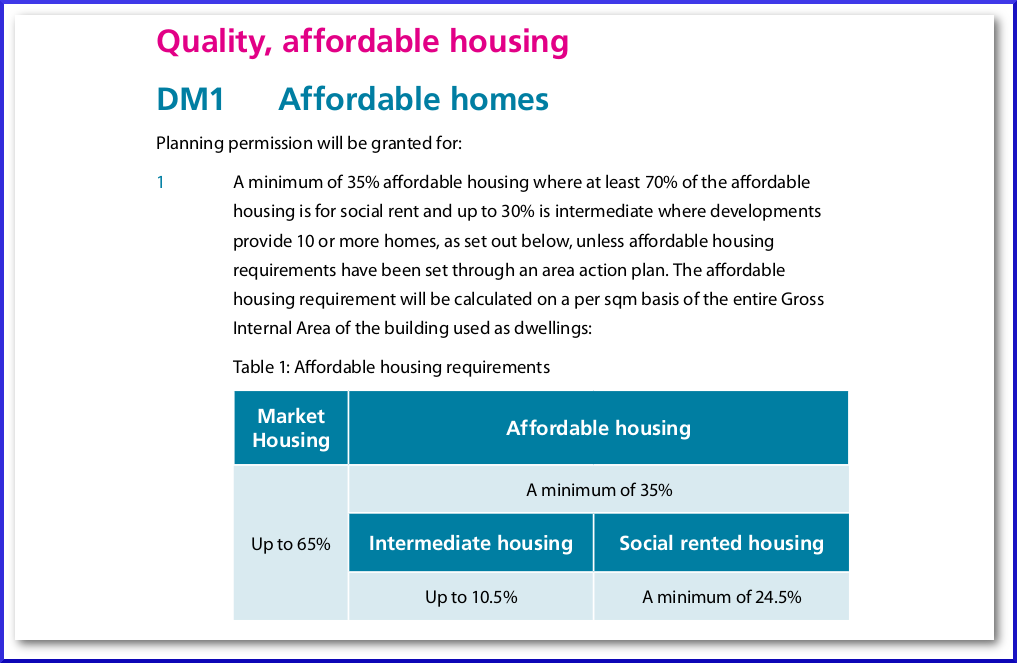 Quality, affordable housing
DM1 Affordable homes
Planning permission will be granted for:
1 A minimum of 35% affordable housing where at least 70% of the affordable
housing is for social rent and up to 30% is intermediate where developments
provide 10 or more homes, as set out below, unless affordable housing
requirements have been set through an area action plan. The affordable
housing requirement will be calculated on a per sqm basis of the entire Gross
Internal Area of the building used as dwellings:
Table 1: Affordable housing requirements
Market
Housing
Affordable housing
A minimum of 35%
Up to 65%
Intermediate housing
Social rented housing
Up to 10.5%
A minimum of 24.5%